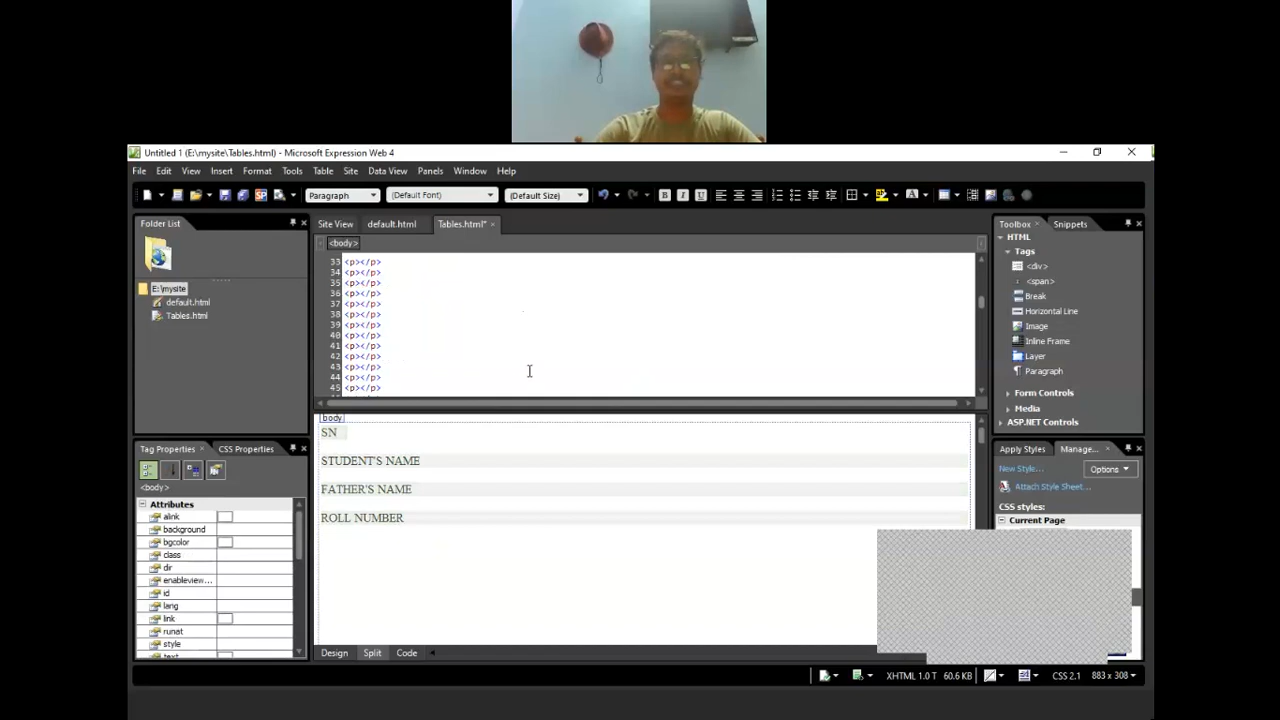 Untitled 1 (E:\mysite\Tables.html) - Microsoft Expression Web 4
File Edit View Insert Format Tools Table Site Data View Panels Window Help
Paragraph (Default Font) (Default Size) B I U
Folder List
E:\mysite
default.html
Tables.html
Site View default.html Tables.html*
<body>
33 <p></p>
34 <p></p>
35 <p></p>
36 <p></p>
37 <p></p>
38 <p></p>
39 <p></p>
40 <p></p>
41 <p></p>
42 <p></p>
43 <p></p>
44 <p></p>
45 <p></p>
body
SN
STUDENT'S NAME
FATHER'S NAME
ROLL NUMBER
Design Split Code
Tag Properties CSS Properties
<body>
Attributes
alink
background
bgcolor
class
dir
enableview...
id
lang
link
runat
style
text
Toolbox Snippets
HTML
Tags
<div>
<span>
Break
Horizontal Line
Image
Inline Frame
Layer
Paragraph
Form Controls
Media
ASP.NET Controls
Apply Styles Manage...
New Style... Options
Attach Style Sheet...
CSS styles:
Current Page
XHTML 1.0 T 60.6 KB CSS 2.1 883 x 308